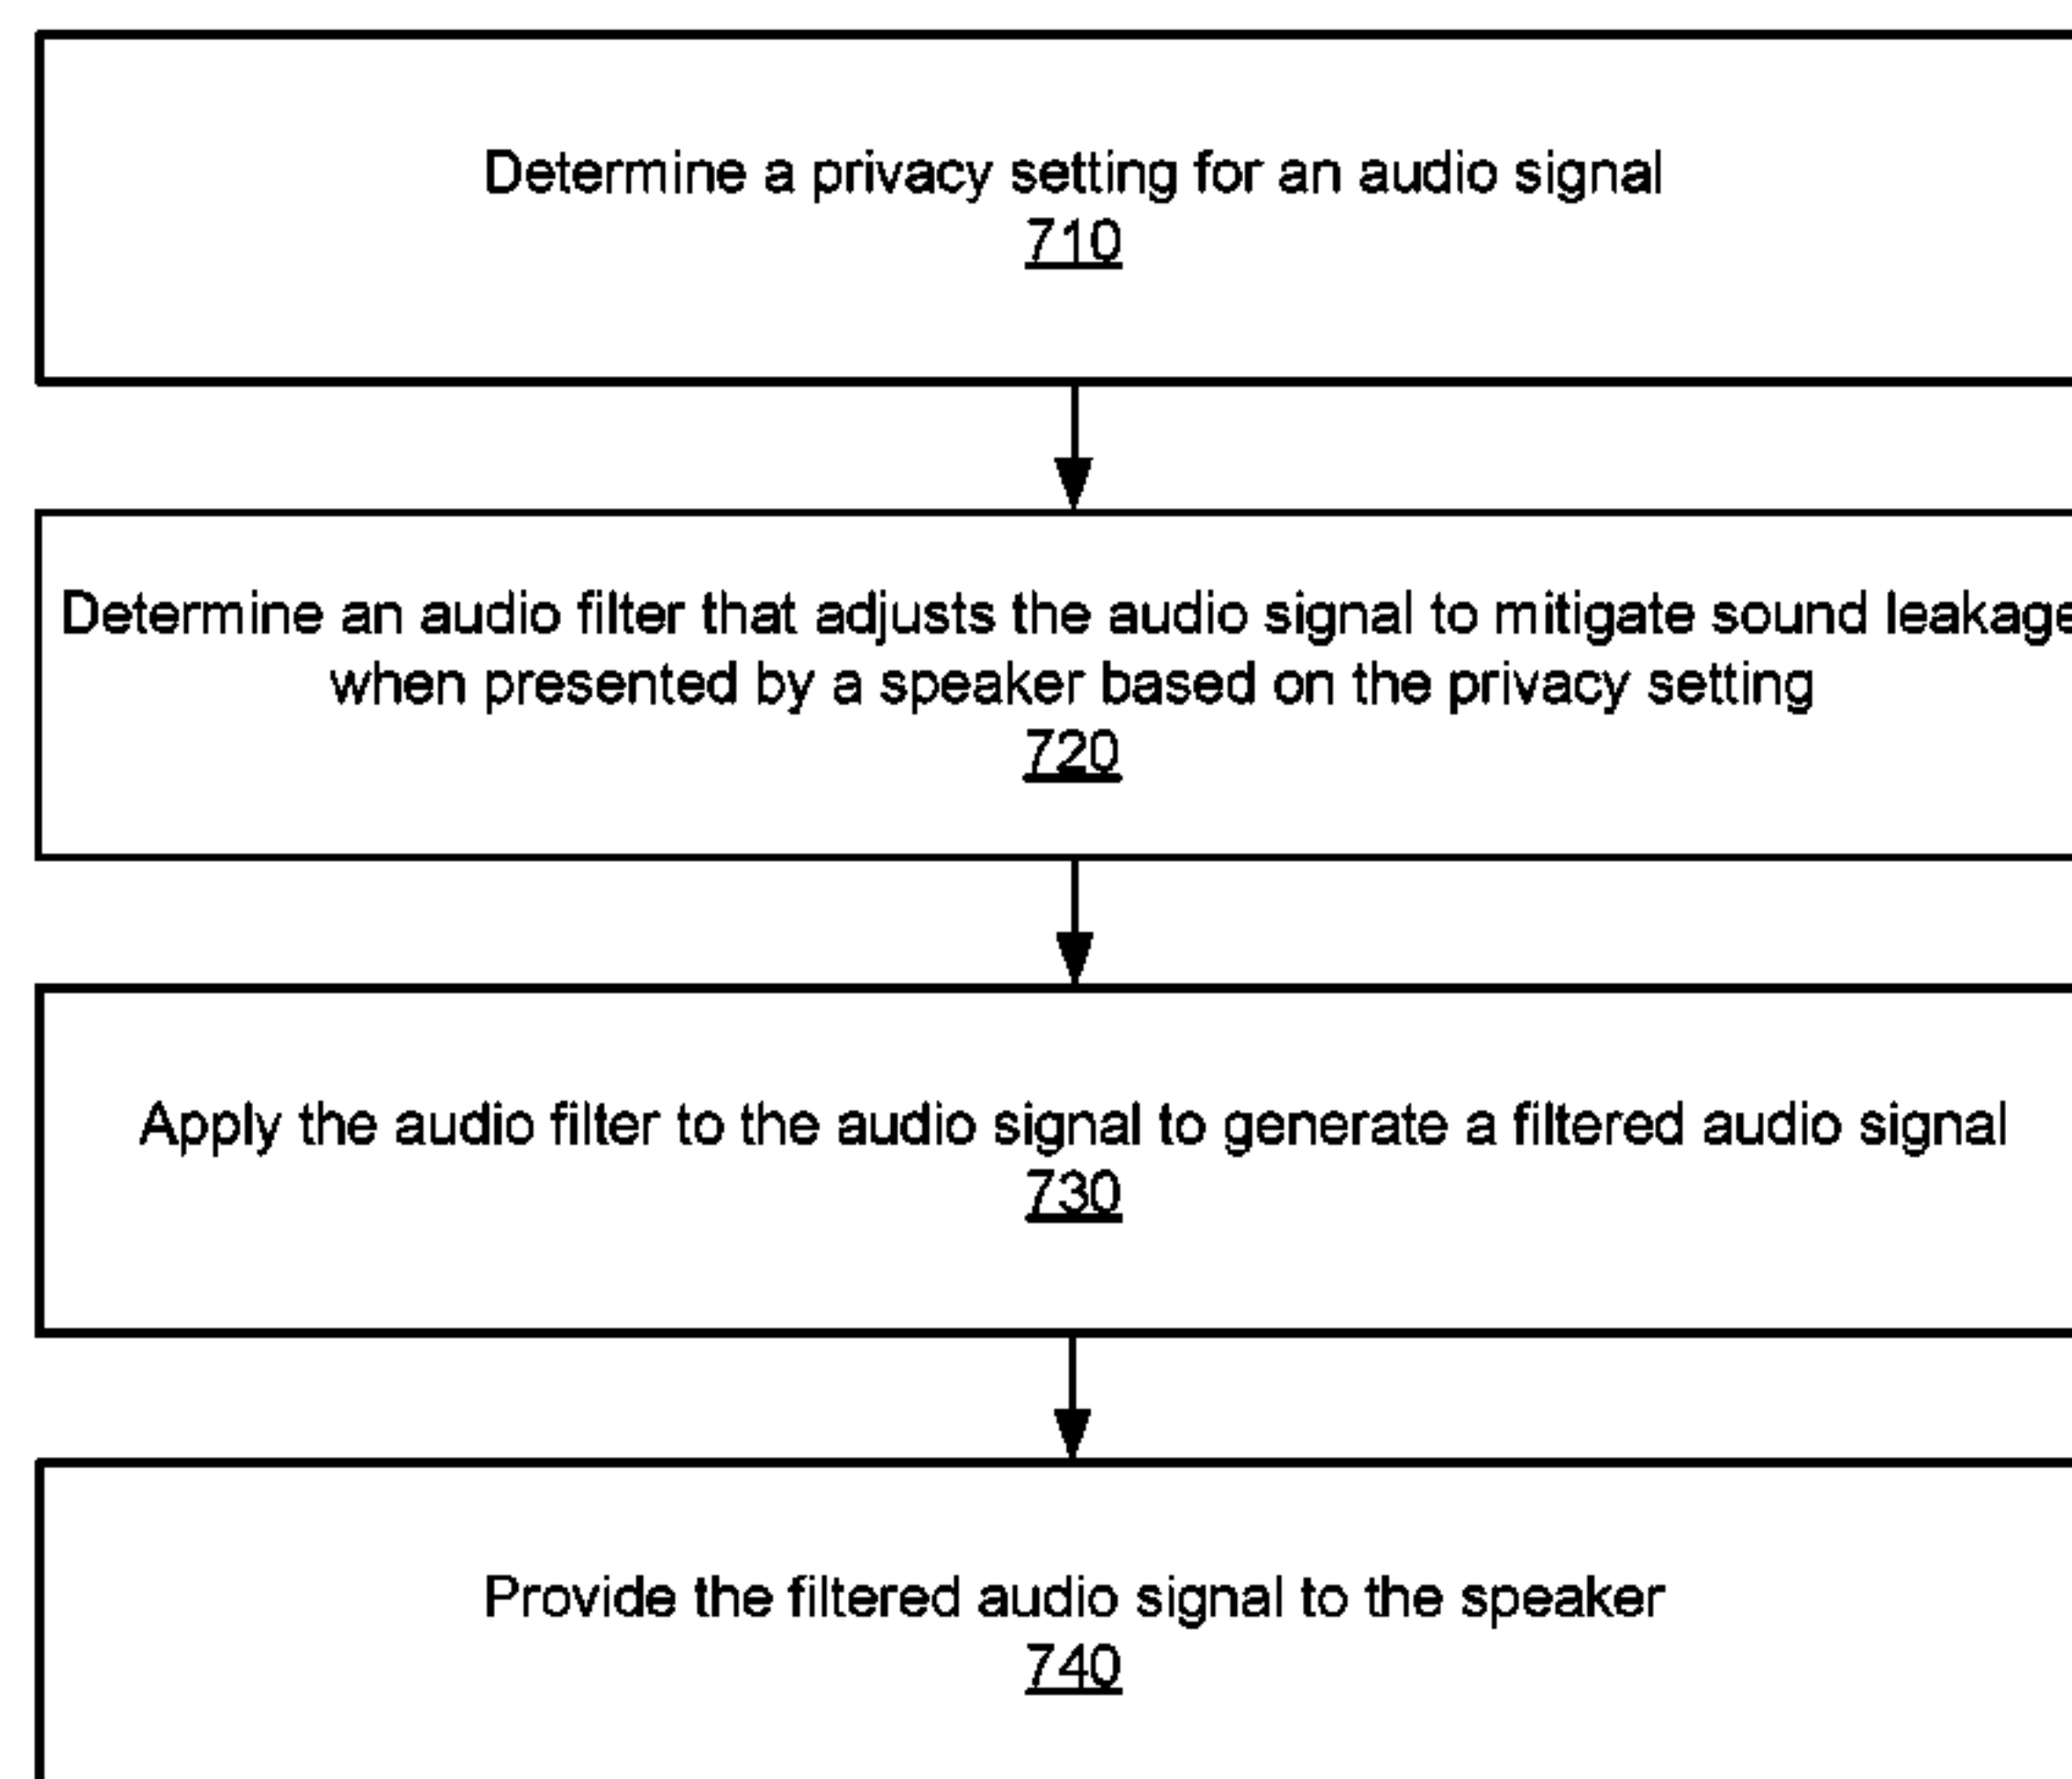 Determine a privacy setting for an audio signal
710
Determine an audio filter that adjusts the audio signal to mitigate sound leakage
when presented by a speaker based on the privacy setting
720
Apply the audio filter to the audio signal to generate a filtered audio signal
730
Provide the filtered audio signal to the speaker
740